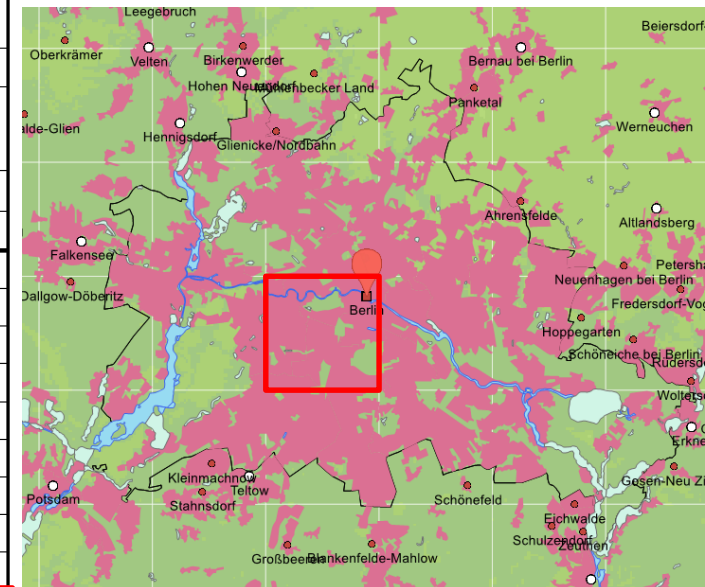 Leegebruch
Beiersdorf-
Oberkrämer
Velten
Birkenwerder
Bernau bei Berlin
Hohen Neuendorf
Mühlenbecker Land
Panketal
alde-Glien
Hennigsdorf
Glienicke/Nordbahn
Werneuchen
Ahrensfelde
Altlandsberg
Falkensee
Petersha
Neuenhagen bei Berlin
Dallgow-Döberitz
Fredersdorf-Vog
Berlin
Hoppegarten
Schöneiche bei Berlin
Rüdersdo
Wolterso
Erkne
Kleinmachnow
Teltow
Gosen-Neu Zi
Potsdam
Stahnsdorf
Schönefeld
Eichwalde
Schulzendorf
Zeuthen
Großbeeren
Blankenfelde-Mahlow